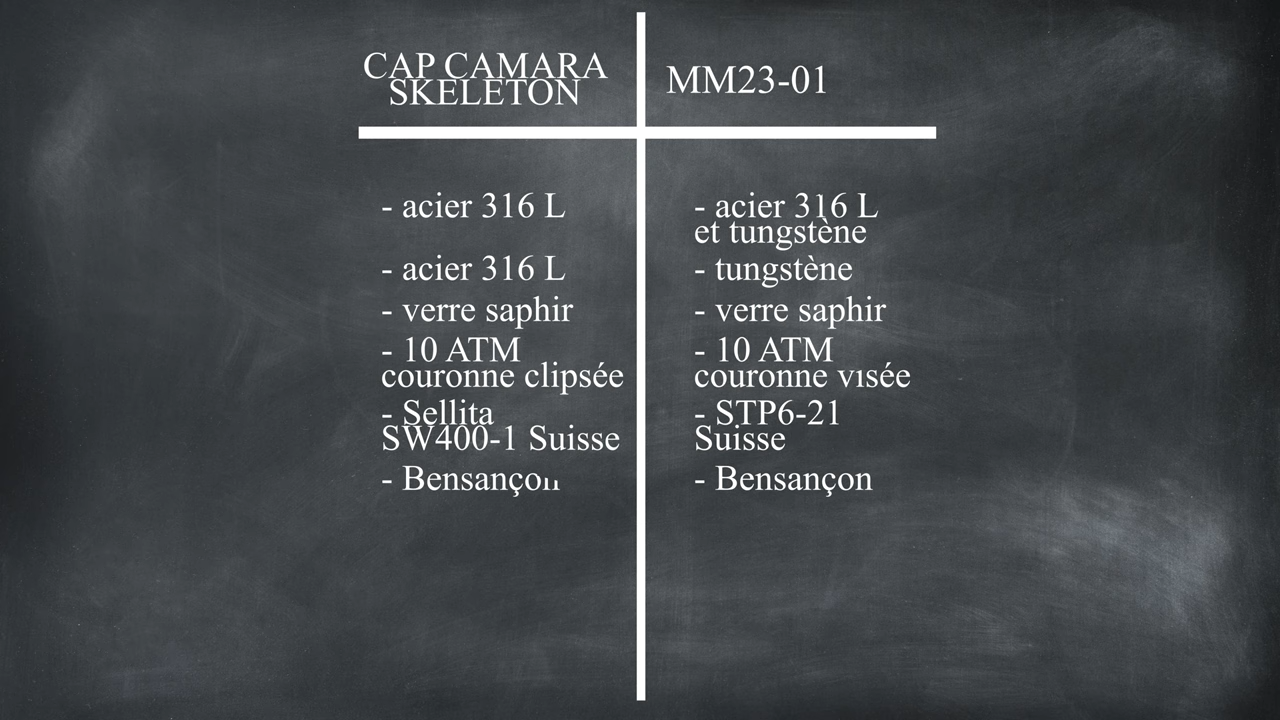 CAP CAMARA
SKELETON
MM23-01
- acier 316 L
- acier 316 L
- verre saphir
- 10 ATM
couronne clipsée
- Sellita
SW400-1 Suisse
- Bensançon
- acier 316 L
et tungstène
- tungstène
- verre saphir
- 10 ATM
couronne visée
- STP6-21
Suisse
- Bensançon